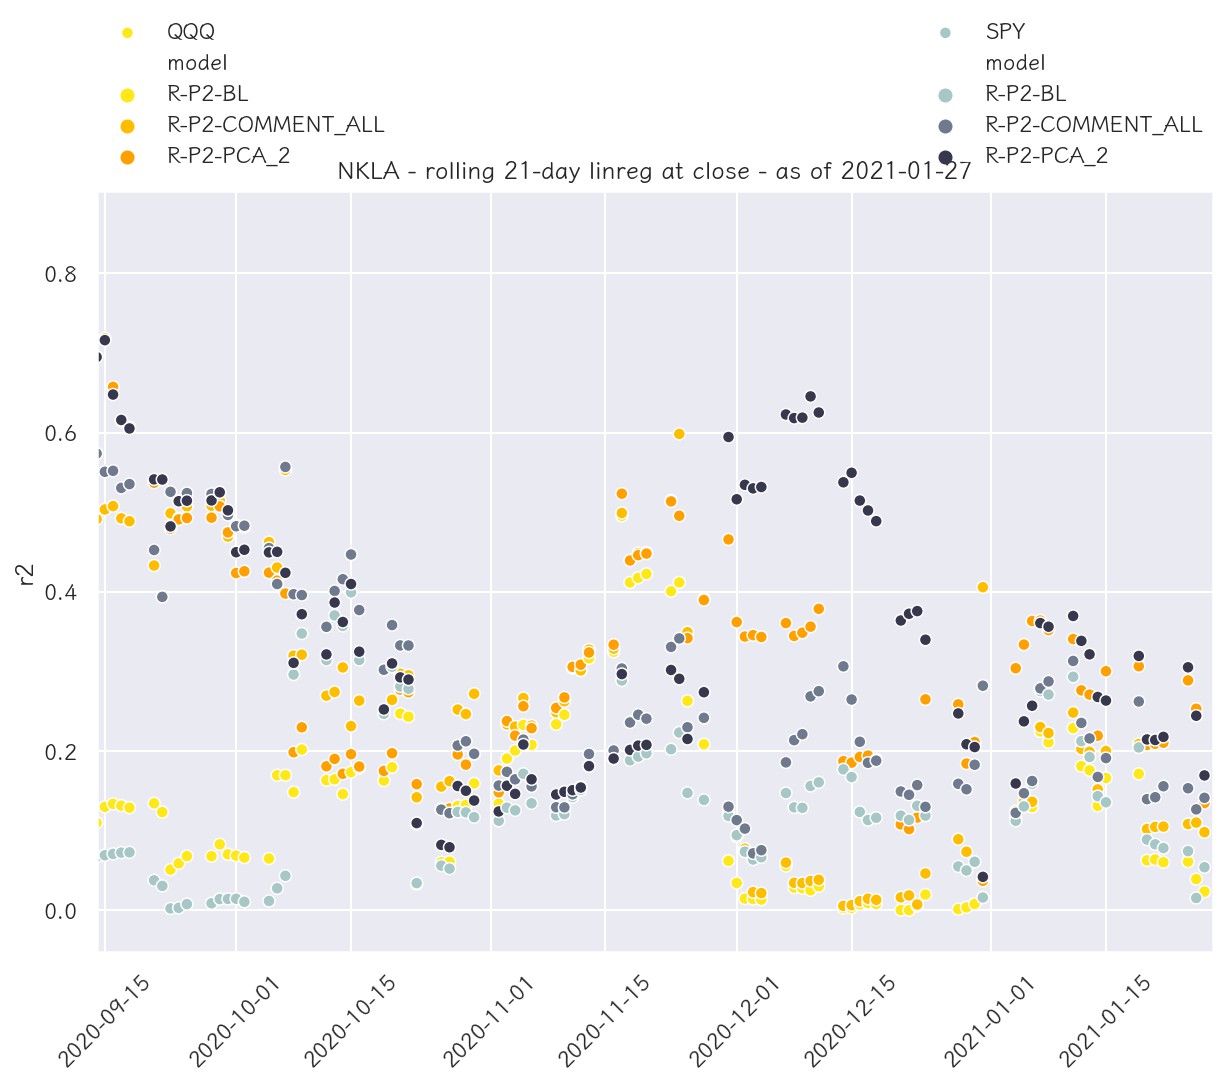 QQQ
model
R-P2-BL
R-P2-COMMENT_ALL
R-P2-PCA_2
SPY
model
R-P2-BL
R-P2-COMMENT_ALL
R-P2-PCA_2
NKLA - rolling 21-day linreg at close - as of 2021-01-27
r2
0.8
0.6
0.4
0.2
0.0
2020-09-15
2020-10-01
2020-10-15
2020-11-01
2020-11-15
2020-12-01
2020-12-15
2021-01-01
2021-01-15